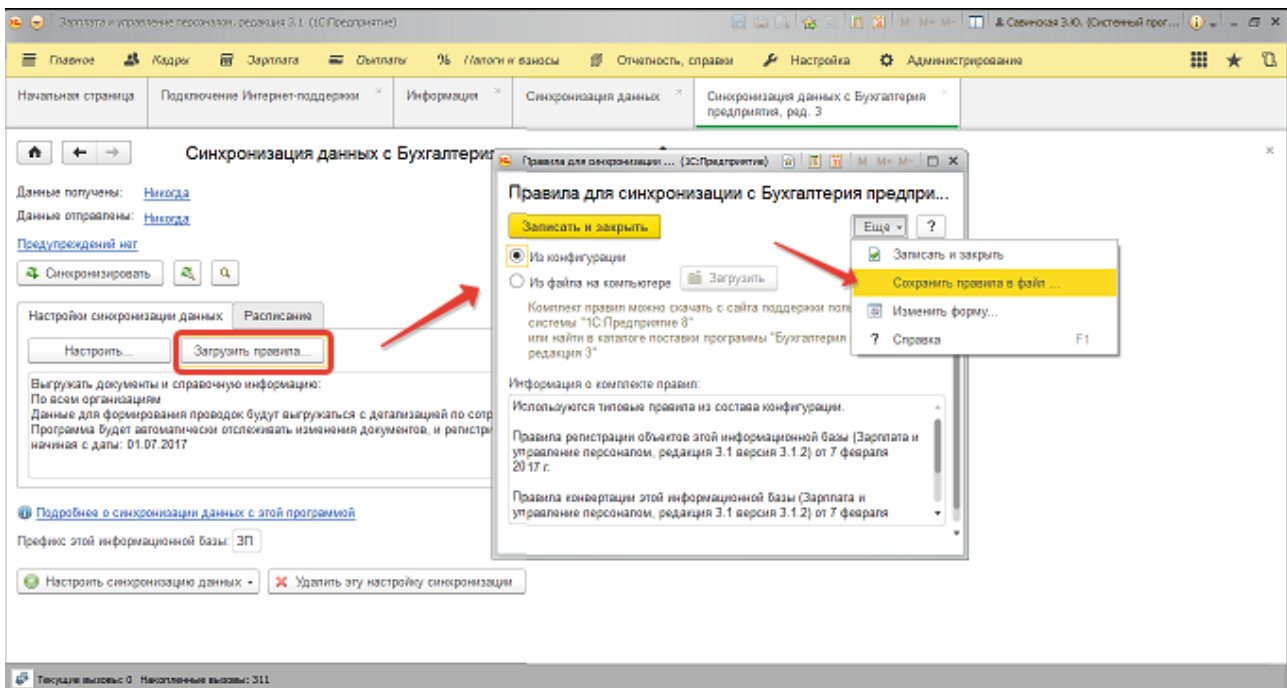 Зарплата и управление персоналом, редакция 3.1 (1С:Предприятие)
M M+ M-
Савинская З.Ю. (Системный прог...
Главное
Кадры
Зарплата
Выплаты
% Налоги и взносы
Отчетность, справки
Настройка
Администрирование
Начальная страница
Подключение Интернет-поддержки
Информация
Синхронизация данных
Синхронизация данных с Бухгалтерия
предприятия, ред. 3
Синхронизация данных с Бухгалтерия
Данные получены: Никогда
Данные отправлены: Никогда
Предупреждений нет
Синхронизировать
Настройки синхронизации данных
Расписание
Настроить...
Загрузить правила...
Выгружать документы и справочную информацию:
По всем организациям
Данные для формирования проводок будут выгружаться с детализацией по сотр
Программа будет автоматически отслеживать изменения документов, и регистри
начиная с даты: 01.07.2017
Подробнее о синхронизации данных с этой программой
Префикс этой информационной базы: ЗП
Настроить синхронизацию данных
Удалить эту настройку синхронизации
Правила для синхронизации ... (1С:Предприятие)
M M+ M-
Правила для синхронизации с Бухгалтерия предпри...
Записать и закрыть
Еще
?
Из конфигурации
Из файла на компьютере
Загрузить
Комплект правил можно скачать с сайта поддержки поль
системы "1С:Предприятие 8"
или найти в каталоге поставки программы "Бухгалтерия
редакция 3"
Информация о комплекте правил:
Используются типовые правила из состава конфигурации.
Правила регистрации объектов этой информационной базы (Зарплата и
управление персоналом, редакция 3.1 версия 3.1.2) от 7 февраля
2017 г.
Правила конвертации этой информационной базы (Зарплата и
управление персоналом, редакция 3.1 версия 3.1.2) от 7 февраля
Записать и закрыть
Сохранить правила в файл ...
Изменить форму...
? Справка F1
Текущие вызовы: 0 Накопленные вызовы: 311